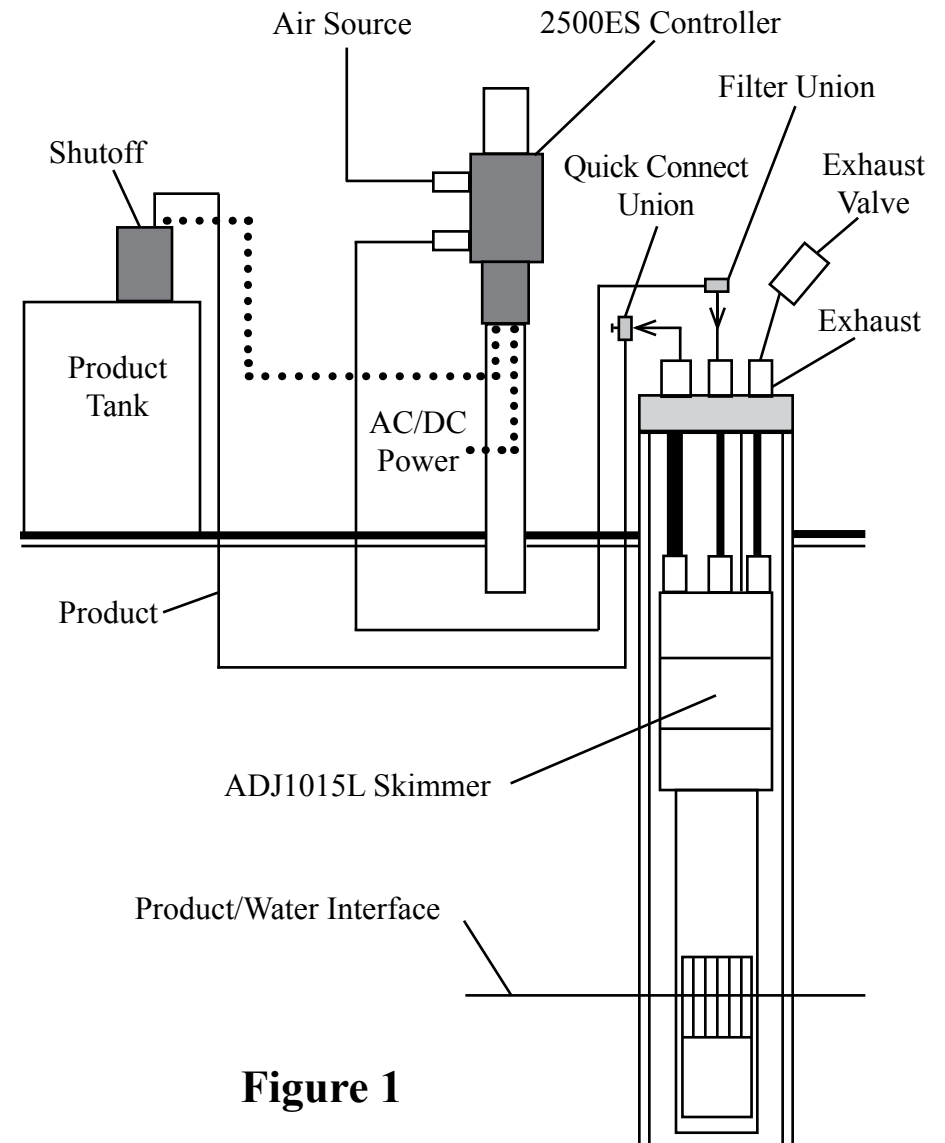 Air Source
2500ES Controller
Filter Union
Shutoff
Quick Connect
Union
Exhaust
Valve
Exhaust
Product
Tank
AC/DC
Power
Product
ADJ1015L Skimmer
Product/Water Interface
Figure 1